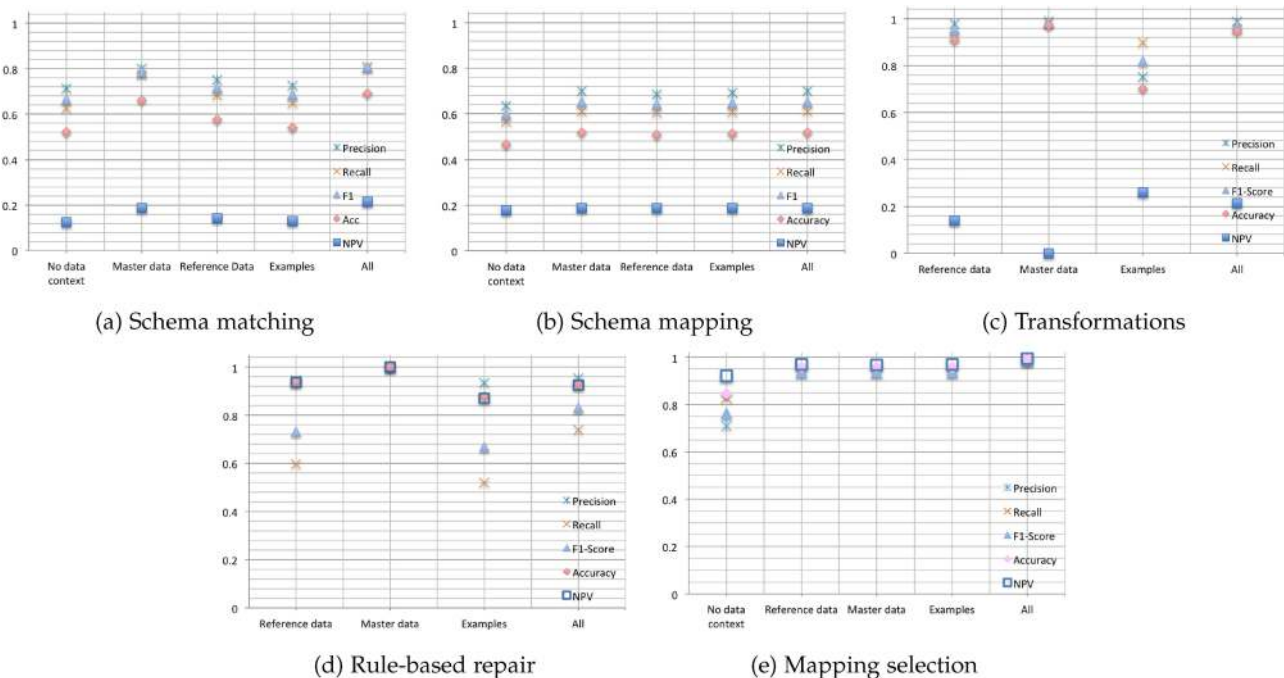 1
0.8
0.6
0.4
0.2
0
Precision
Recall
F1
Acc
NPV
No data context
Master data
Reference Data
Examples
All
(a) Schema matching
1
0.8
0.6
0.4
0.2
0
Precision
Recall
F1
Accuracy
NPV
No data context
Master data
Reference data
Examples
All
(b) Schema mapping
1
0.8
0.6
0.4
0.2
0
Precision
Recall
F1-Score
Accuracy
NPV
Reference data
Master data
Examples
All
(c) Transformations
1
0.8
0.6
0.4
0.2
0
Precision
Recall
F1-Score
Accuracy
NPV
Reference data
Master data
Examples
All
(d) Rule-based repair
1
0.8
0.6
0.4
0.2
0
Precision
Recall
F1-Score
Accuracy
NPV
No data context
Reference data
Master data
Examples
All
(e) Mapping selection